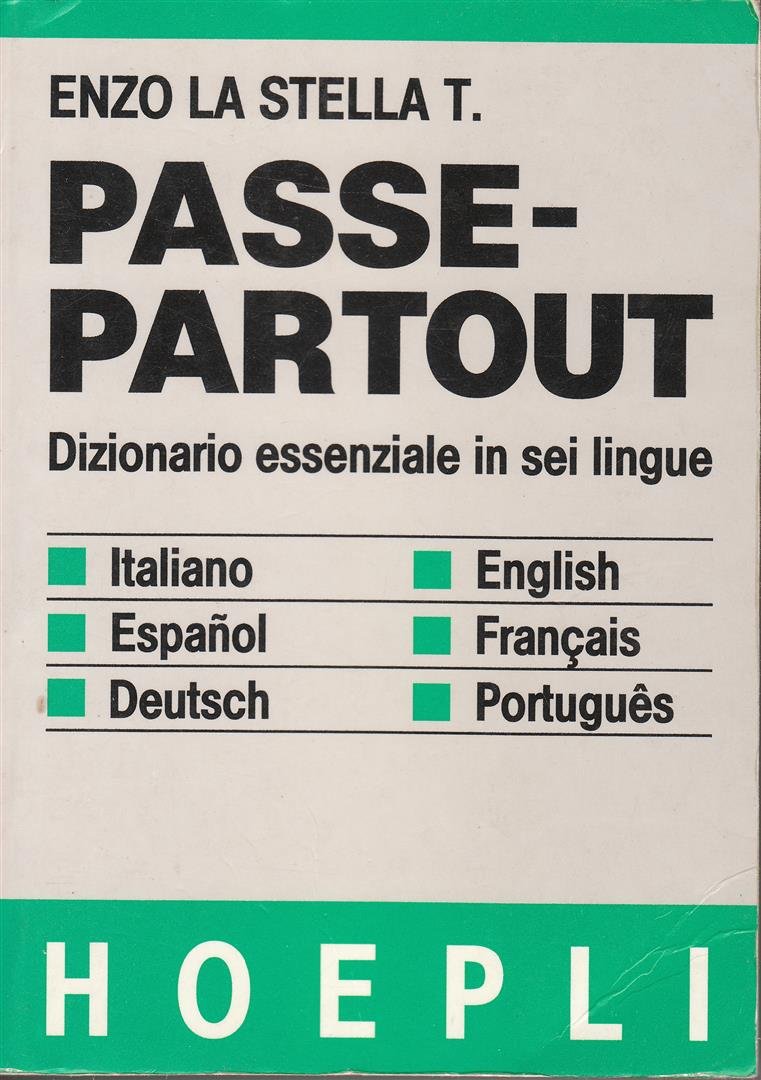 ENZO LA STELLA T.
PASSE-
PARTOUT
Dizionario essenziale in sei lingue
Italiano English
Español Français
Deutsch Português
HOEPLI